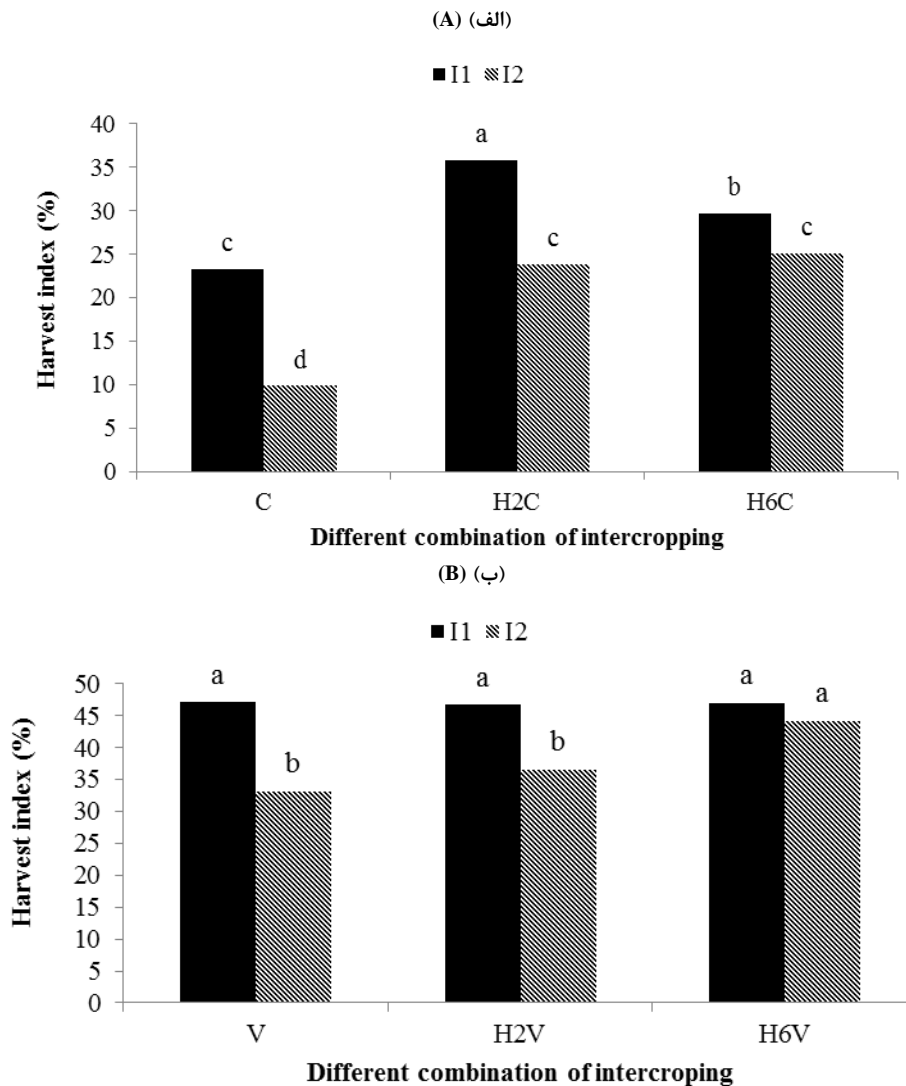 (الف) (A)
I1 I2
Harvest index (%)
40
35
30
25
20
15
10
5
0
c
d
a
c
b
c
C H2C H6C
Different combination of intercropping
(ب) (B)
I1 I2
Harvest index (%)
50
45
40
35
30
25
20
15
10
5
0
a
b
a
b
a
a
V H2V H6V
Different combination of intercroping